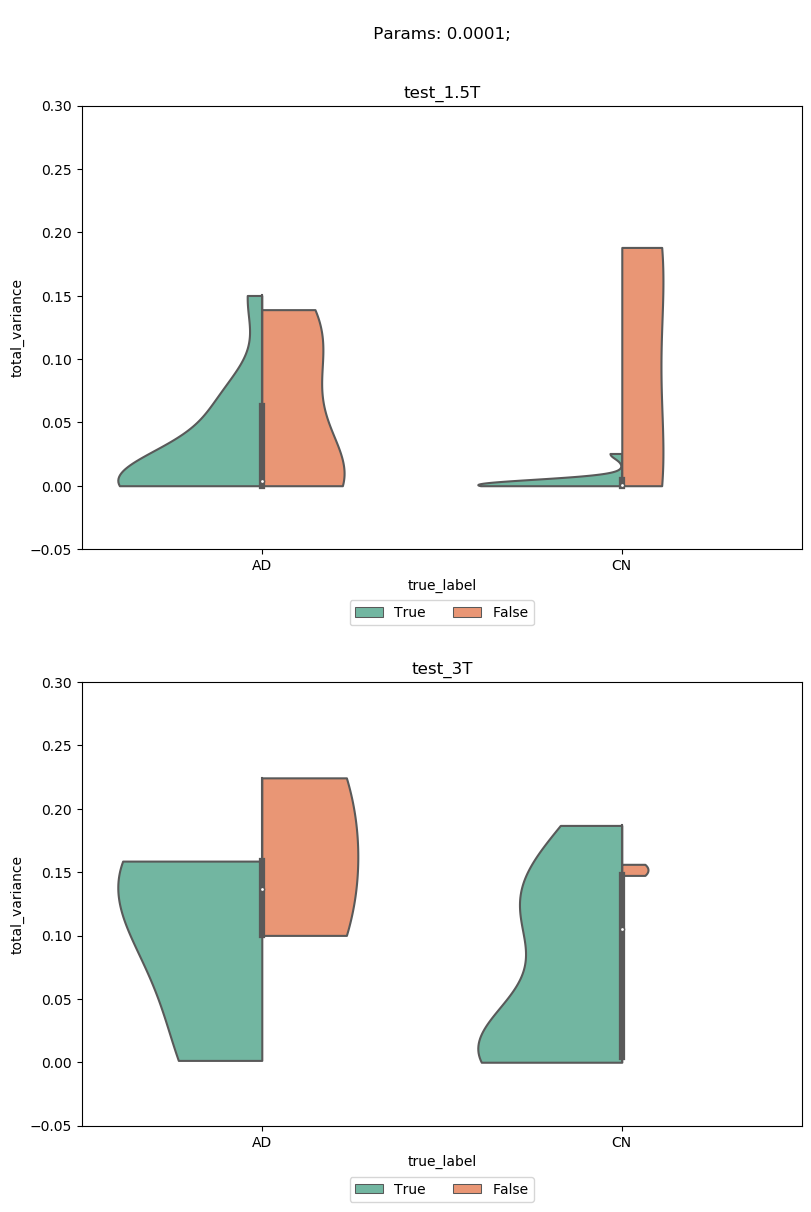 Params: 0.0001;
test_1.5T
0.30
0.25
0.20
0.15
0.10
0.05
0.00
−0.05
total_variance
AD CN
true_label
True False
test_3T
0.30
0.25
0.20
0.15
0.10
0.05
0.00
−0.05
total_variance
AD CN
true_label
True False